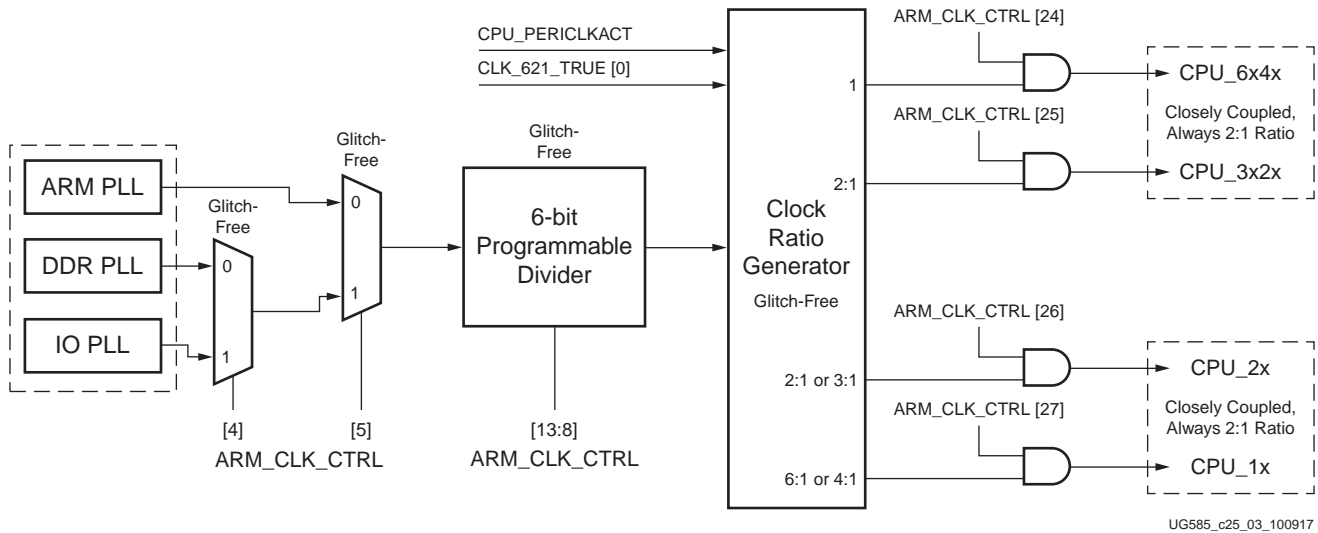 CPU_PERICLKACT
CLK_621_TRUE [0]
ARM_CLK_CTRL [24]
1
CPU_6x4x
Closely Coupled,
Always 2:1 Ratio
ARM_CLK_CTRL [25]
2:1
CPU_3x2x
ARM PLL
DDR PLL
IO PLL
Glitch-
Free
0
1
Glitch-
Free
0
1
Glitch-
Free
6-bit
Programmable
Divider
Clock
Ratio
Generator
Glitch-Free
ARM_CLK_CTRL [26]
2:1 or 3:1
CPU_2x
Closely Coupled,
Always 2:1 Ratio
ARM_CLK_CTRL [27]
6:1 or 4:1
CPU_1x
[4]
[5]
ARM_CLK_CTRL
[13:8]
ARM_CLK_CTRL
UG585_c25_03_100917